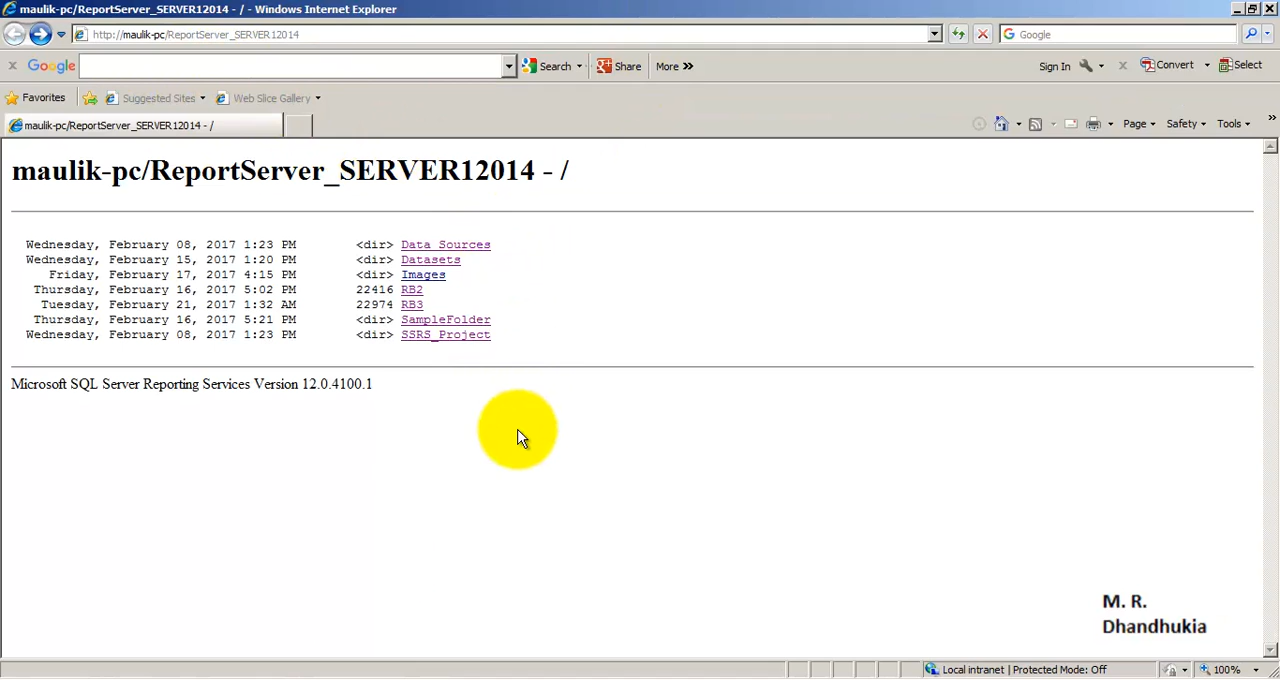 maulik-pc/ReportServer_SERVER12014 - / - Windows Internet Explorer
http://maulik-pc/ReportServer_SERVER12014
Google
Google Search Share More »
Sign In Convert Select
Favorites Suggested Sites Web Slice Gallery
maulik-pc/ReportServer_SERVER12014 - /
Page Safety Tools »
maulik-pc/ReportServer_SERVER12014 - /
Wednesday, February 08, 2017 1:23 PM <dir> Data Sources
Wednesday, February 15, 2017 1:20 PM <dir> Datasets
Friday, February 17, 2017 4:15 PM <dir> Images
Thursday, February 16, 2017 5:02 PM 22416 RB2
Tuesday, February 21, 2017 1:32 AM 22974 RB3
Thursday, February 16, 2017 5:21 PM <dir> SampleFolder
Wednesday, February 08, 2017 1:23 PM <dir> SSRS_Project
Microsoft SQL Server Reporting Services Version 12.0.4100.1
M. R.
Dhandhukia
Local intranet | Protected Mode: Off
100%